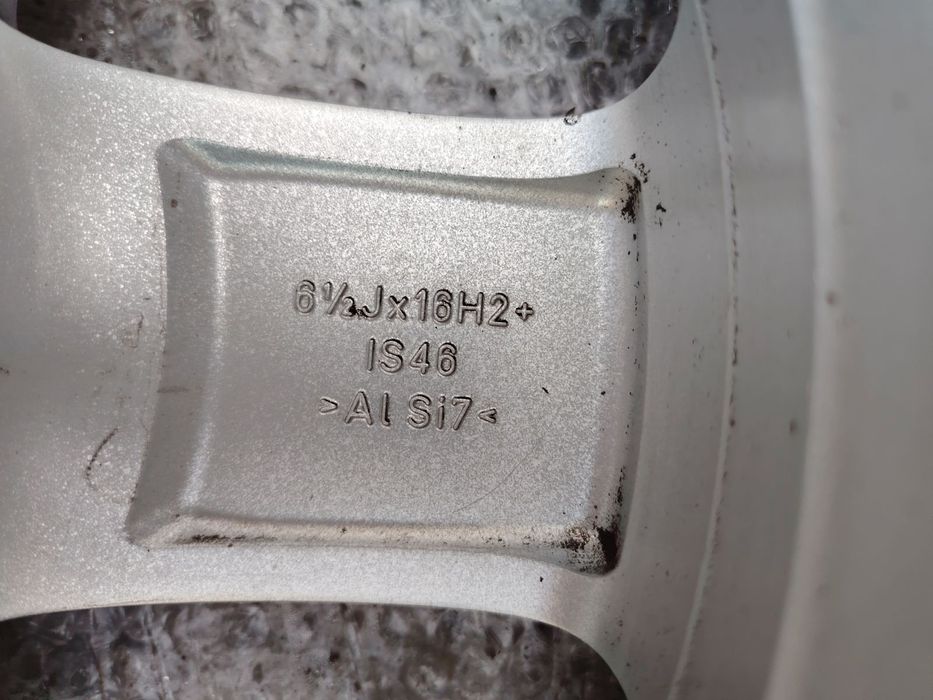 6½Jx16H2+
IS46
>Al Si7<